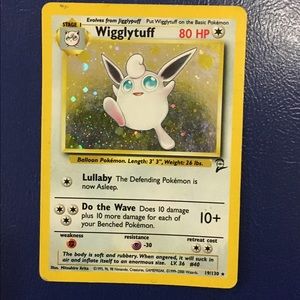 STAGE 1
Evolves from Jigglypuff
Put Wigglytuff on the Basic Pokémon
Wigglytuff
80 HP
Balloon Pokémon. Length: 3' 3", Weight: 26 lbs.
Lullaby The Defending Pokémon is
now Asleep.
Do the Wave Does 10 damage
plus 10 more damage for each of
your Benched Pokémon.
10+
weakness
resistance
-30
retreat cost
The body is soft and rubbery. When angered, it will suck in
air and inflate itself to an enormous size. LV. 36 #40
Illus. Mitsuhiro Arita
19/130